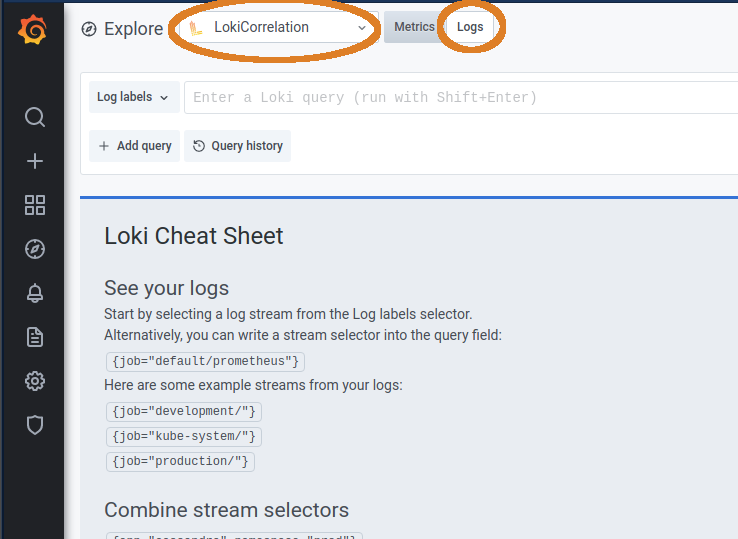 Explore LokiCorrelation Metrics Logs
Log labels Enter a Loki query (run with Shift+Enter)
+ Add query Query history
Loki Cheat Sheet
See your logs
Start by selecting a log stream from the Log labels selector.
Alternatively, you can write a stream selector into the query field:
{job="default/prometheus"}
Here are some example streams from your logs:
{job="development/"}
{job="kube-system/"}
{job="production/"}
Combine stream selectors